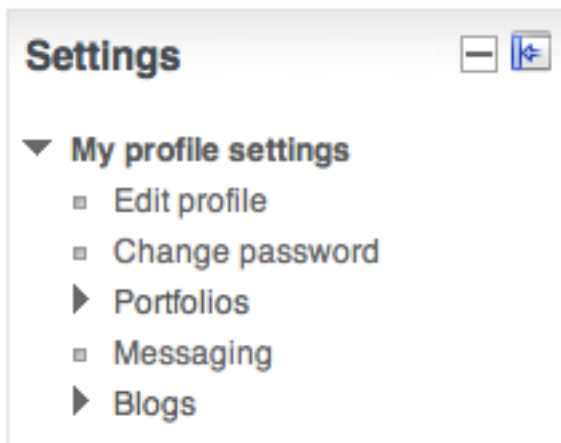 Settings
My profile settings
Edit profile
Change password
Portfolios
Messaging
Blogs